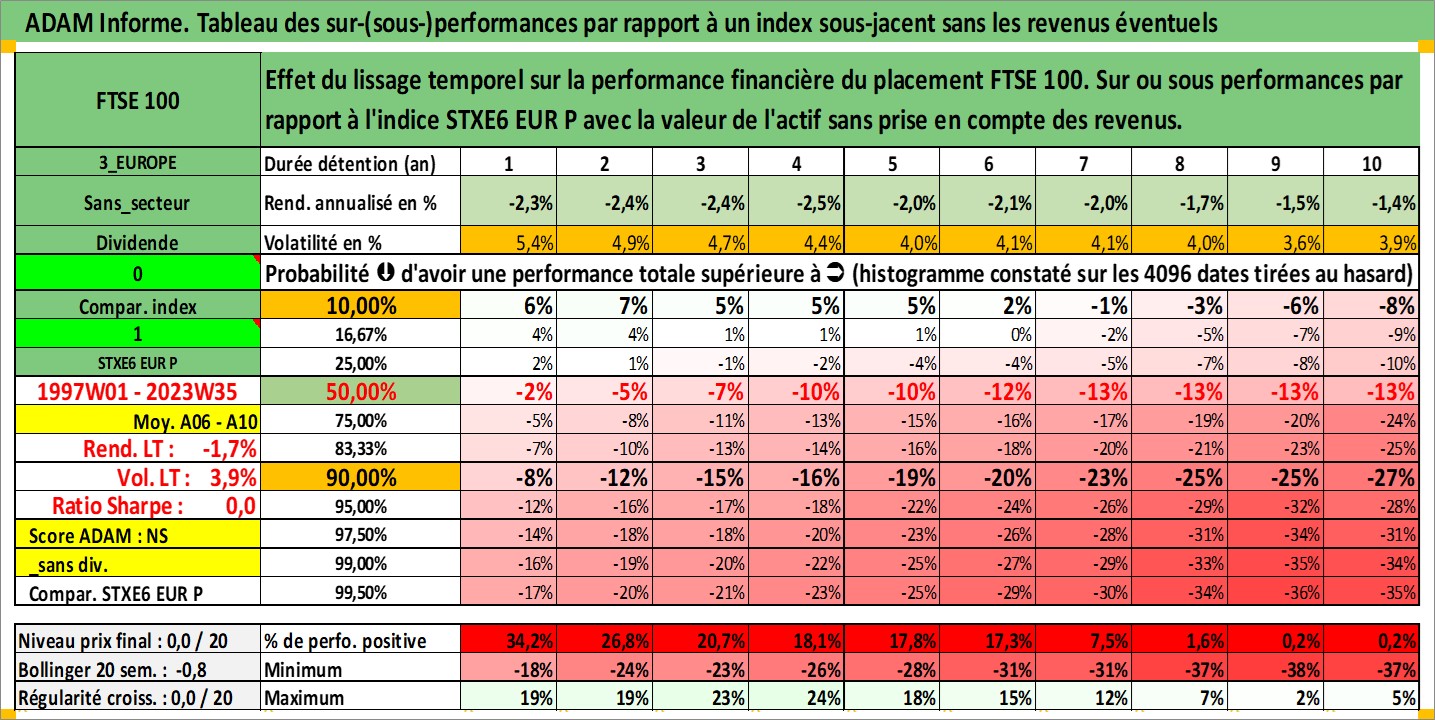 ADAM Informe. Tableau des sur-(sous-)performances par rapport à un index sous-jacent sans les revenus éventuels
FTSE 100
Effet du lissage temporel sur la performance financière du placement FTSE 100. Sur ou sous performances par
rapport à l'indice STXE6 EUR P avec la valeur de l'actif sans prise en compte des revenus.
3_EUROPE Durée détention (an) 1 2 3 4 5 6 7 8 9 10
Sans_secteur Rend. annualisé en % -2,3% -2,4% -2,4% -2,5% -2,0% -2,1% -2,0% -1,7% -1,5% -1,4%
Dividende Volatilité en % 5,4% 4,9% 4,7% 4,4% 4,0% 4,1% 4,1% 4,0% 3,6% 3,9%
0 Probabilité ⬇ d'avoir une performance totale supérieure à ➲ (histogramme constaté sur les 4096 dates tirées au hasard)
Compar. index 10,00% 6% 7% 5% 5% 5% 2% -1% -3% -6% -8%
1 16,67% 4% 4% 1% 1% 1% 0% -2% -5% -7% -9%
STXE6 EUR P 25,00% 2% 1% -1% -2% -4% -4% -5% -7% -8% -10%
1997W01 - 2023W35 50,00% -2% -5% -7% -10% -10% -12% -13% -13% -13% -13%
Moy. A06 - A10 75,00% -5% -8% -11% -13% -15% -16% -17% -19% -20% -24%
Rend. LT : -1,7% 83,33% -7% -10% -13% -14% -16% -18% -20% -21% -23% -25%
Vol. LT : 3,9% 90,00% -8% -12% -15% -16% -19% -20% -23% -25% -25% -27%
Ratio Sharpe : 0,0 95,00% -12% -16% -17% -18% -22% -24% -26% -29% -32% -28%
Score ADAM : NS 97,50% -14% -18% -18% -20% -23% -26% -28% -31% -34% -31%
_sans div. 99,00% -16% -19% -20% -22% -25% -27% -29% -33% -35% -34%
Compar. STXE6 EUR P 99,50% -17% -20% -21% -23% -25% -29% -30% -34% -36% -35%
Niveau prix final : 0,0 / 20 % de perfo. positive 34,2% 26,8% 20,7% 18,1% 17,8% 17,3% 7,5% 1,6% 0,2% 0,2%
Bollinger 20 sem. : -0,8 Minimum -18% -24% -23% -26% -28% -31% -31% -37% -38% -37%
Régularité croiss. : 0,0 / 20 Maximum 19% 19% 23% 24% 18% 15% 12% 7% 2% 5%